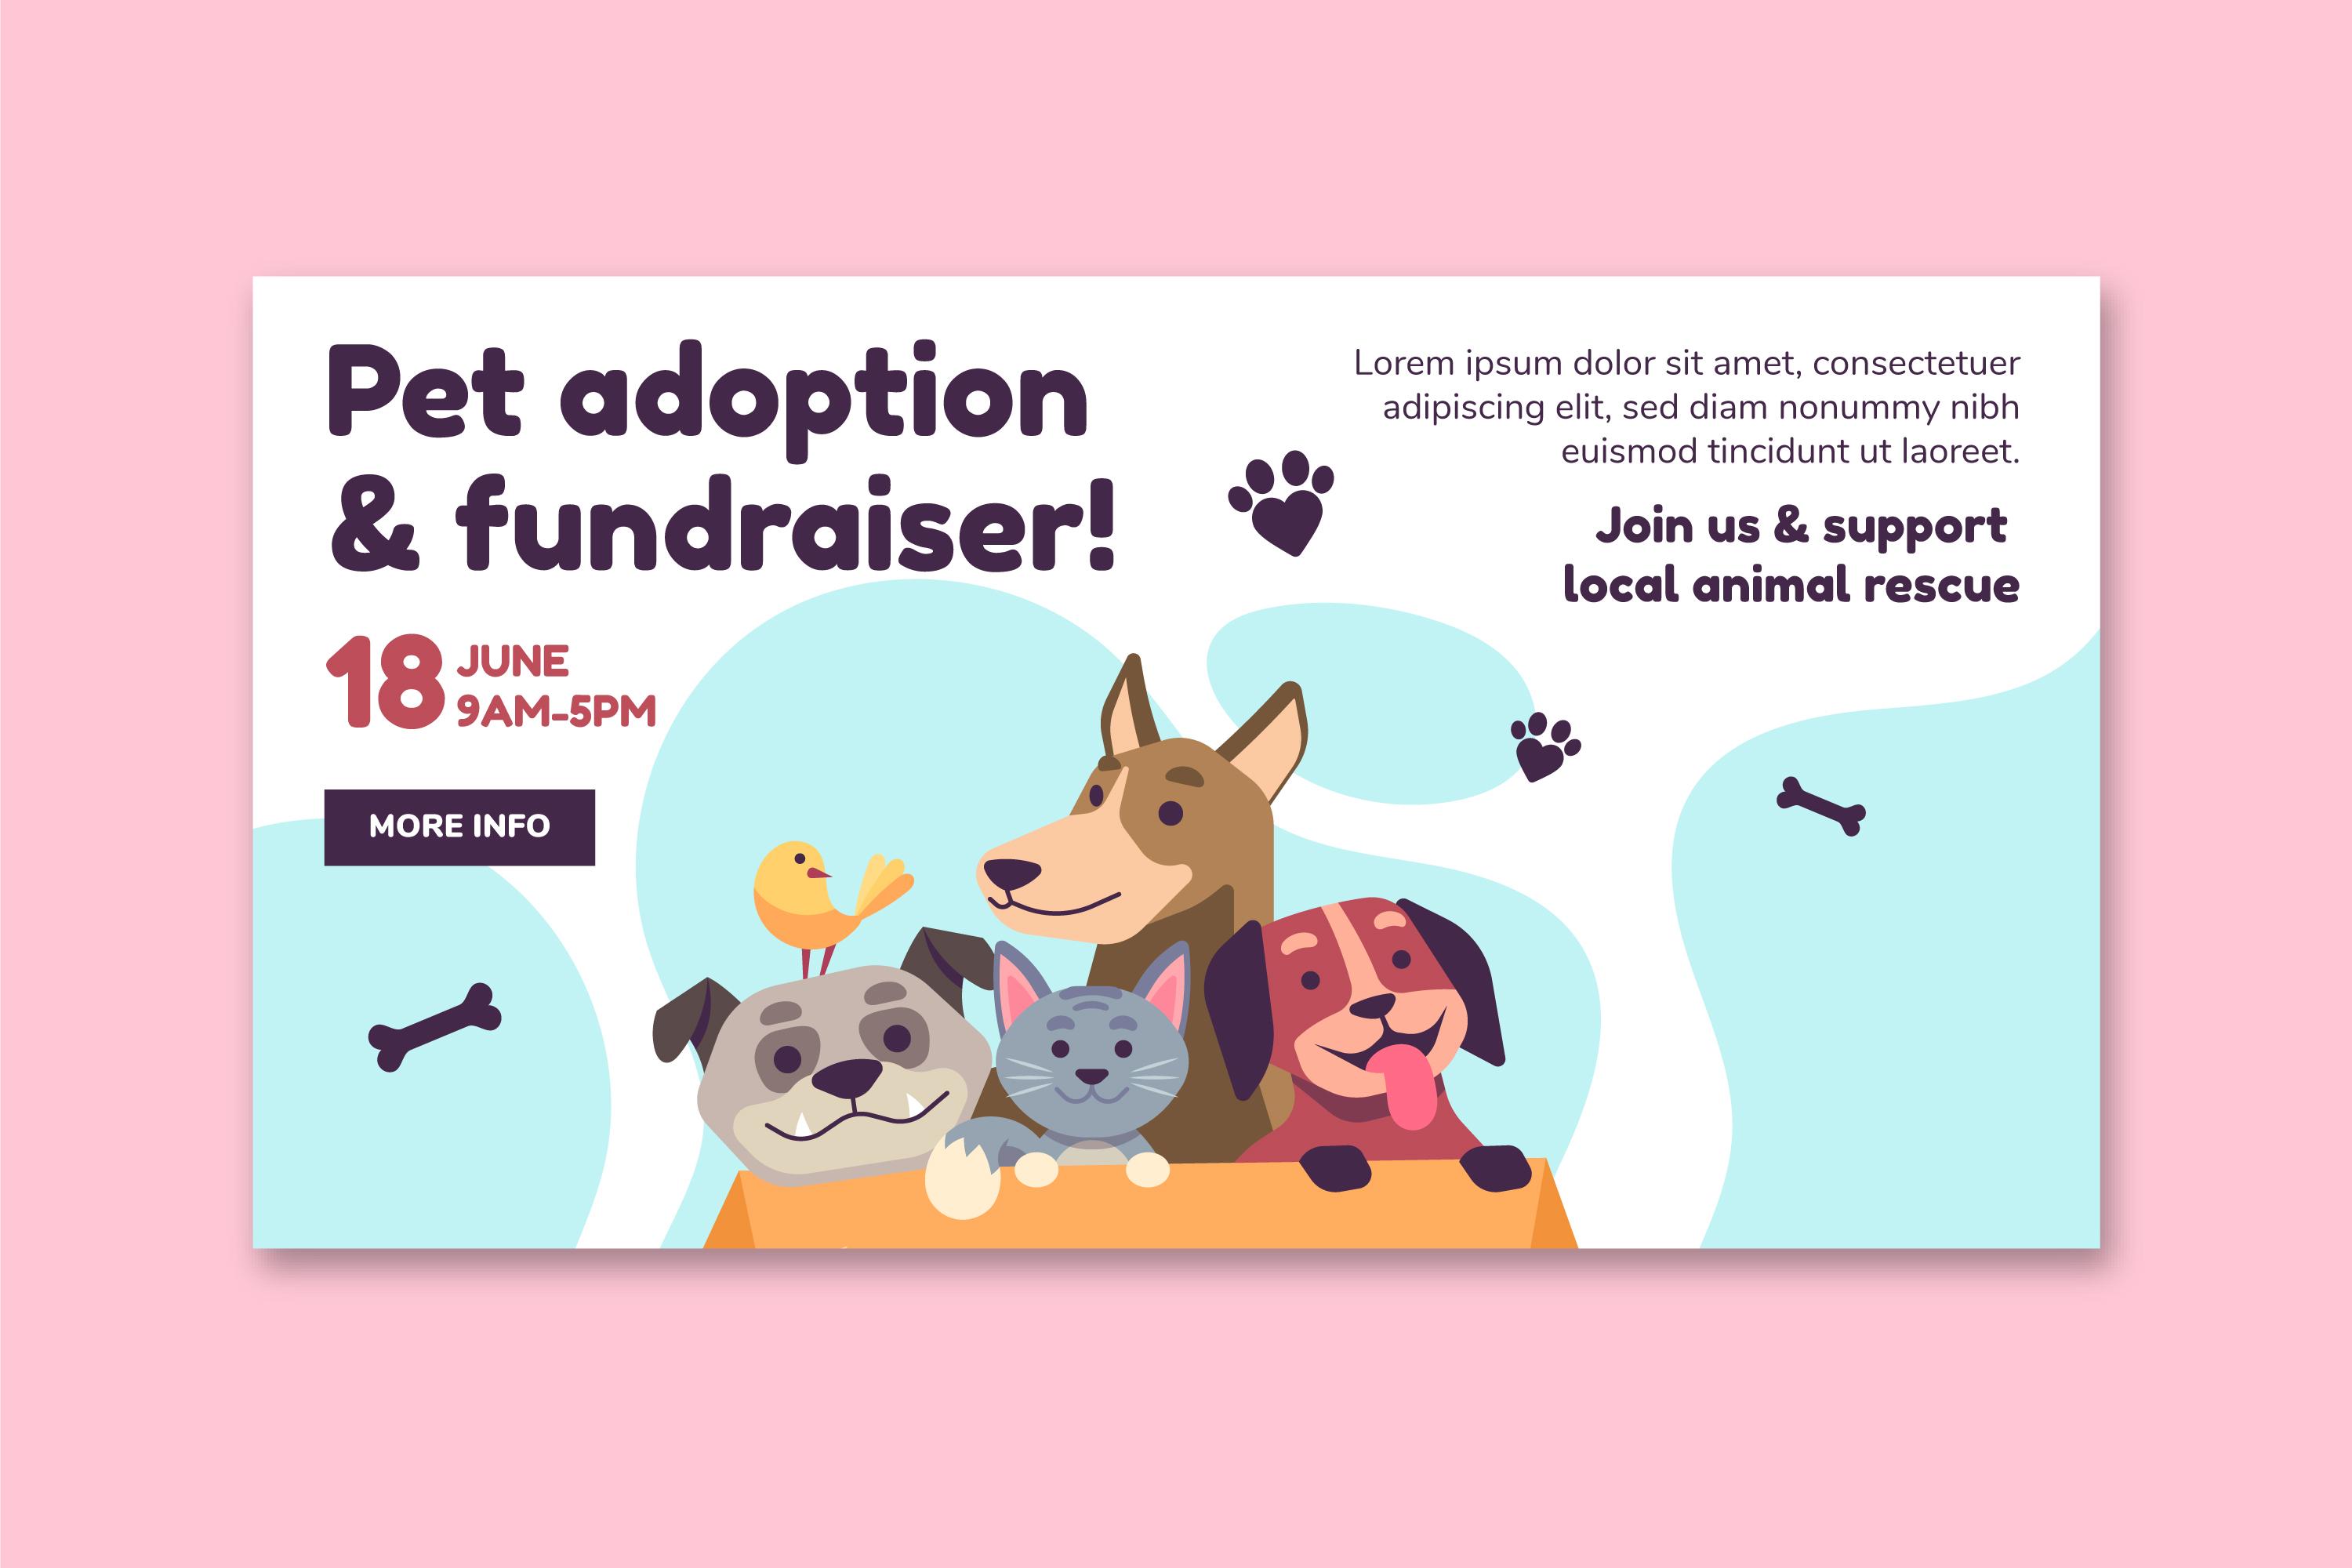 Pet adoption
& fundraiser!
18 JUNE
9AM-5PM
MORE INFO
Lorem ipsum dolor sit amet, consectetuer
adipiscing elit, sed diam nonummy nibh
euismod tincidunt ut laoreet.
Join us & support
local animal rescue